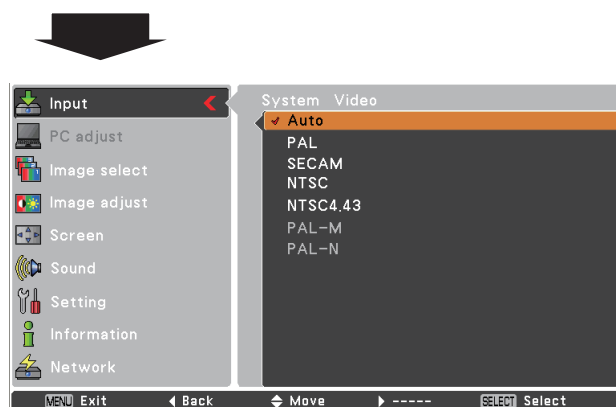 Input
PC adjust
Image select
Image adjust
Screen
Sound
Setting
Information
Network
System Video
Auto
PAL
SECAM
NTSC
NTSC4.43
PAL-M
PAL-N
MENU Exit
Back
Move
-----
SELECT Select